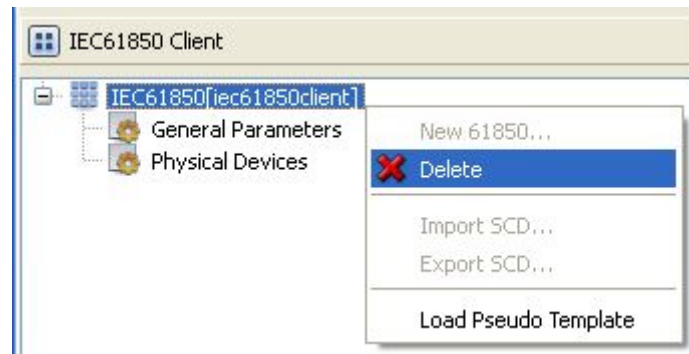 IEC61850 Client
IEC61850[iec61850client]
General Parameters
Physical Devices
New 61850...
Delete
Import SCD...
Export SCD...
Load Pseudo Template